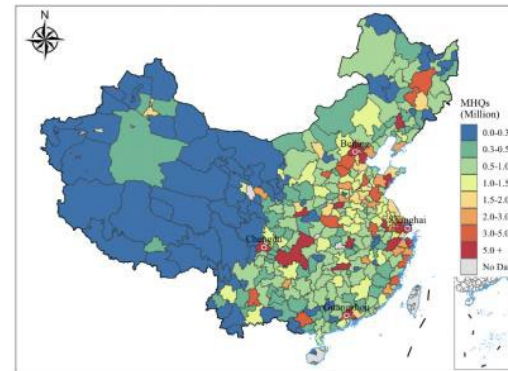 N
MHQs
(Million)
0.0-0.3
0.3-0.5
0.5-1.0
1.0-1.5
1.5-2.0
2.0-3.0
3.0-5.0
5.0 +
No Da
Beijing
Shanghai
Chengdu
Guangzhou